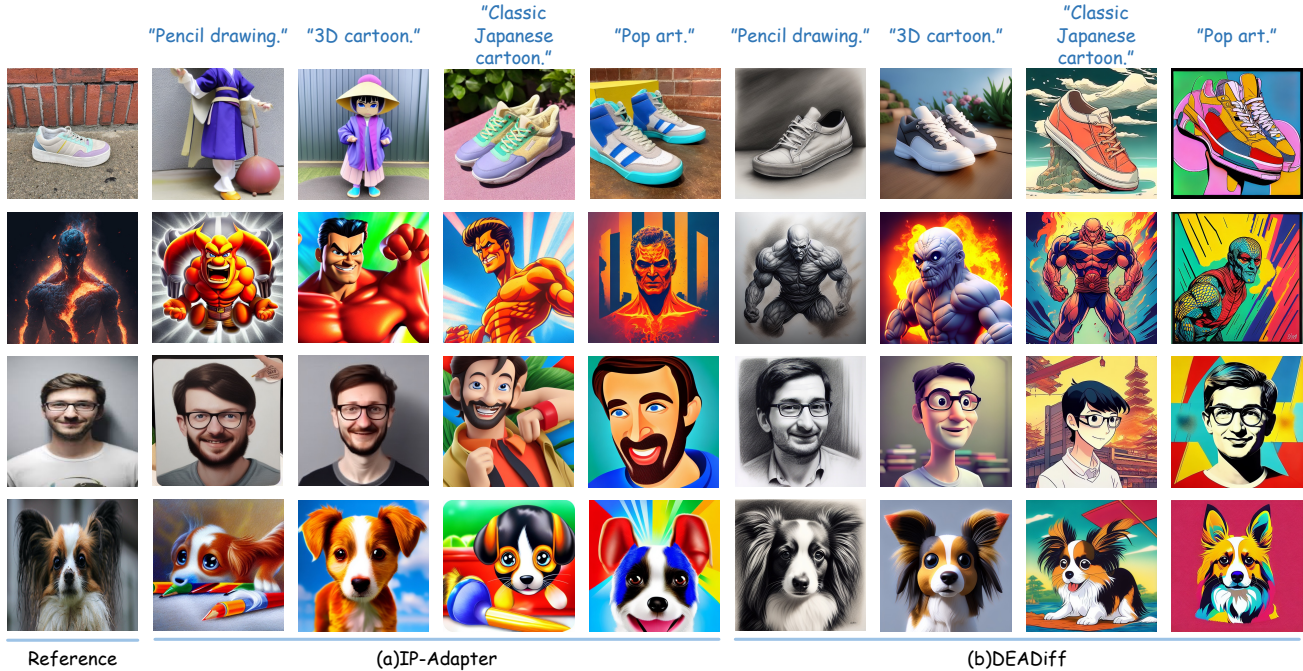 "Pencil drawing."
"3D cartoon."
"Classic
Japanese
cartoon."
"Pop art."
"Pencil drawing."
"3D cartoon."
"Classic
Japanese
cartoon."
"Pop art."
Reference
(a)IP-Adapter
(b)DEADiff